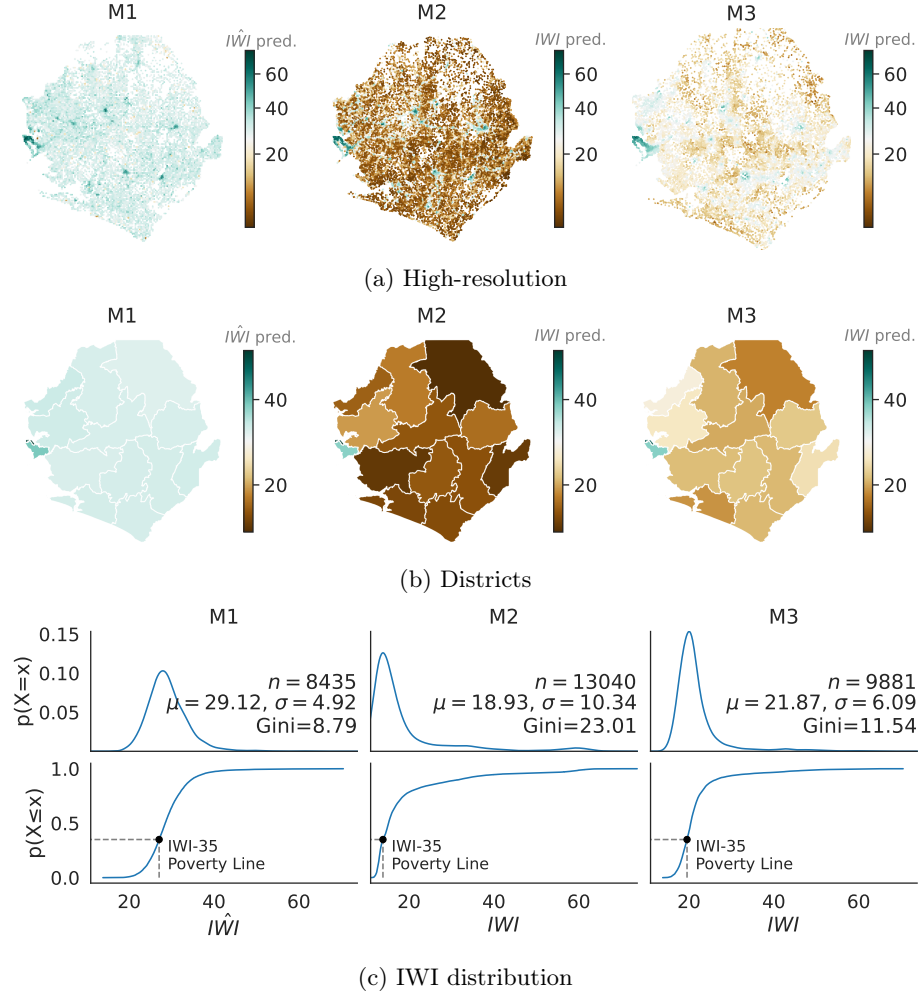 M1 M2 M3
IŴI pred. IWI pred. IWI pred.
60 60 60
40 40 40
20 20 20
(a) High-resolution
M1 M2 M3
IŴI pred. IWI pred. IWI pred.
40 40 40
20 20 20
(b) Districts
M1 M2 M3
p(X=x)
0.15
0.10
0.05
n = 8435
μ = 29.12, σ = 4.92
Gini=8.79
n = 13040
μ = 18.93, σ = 10.34
Gini=23.01
n = 9881
μ = 21.87, σ = 6.09
Gini=11.54
p(X≤x)
1.0
0.5
0.0
IWI-35
Poverty Line
IWI-35
Poverty Line
IWI-35
Poverty Line
20 40 60 20 40 60 20 40 60
IŴI IWI IWI
(c) IWI distribution